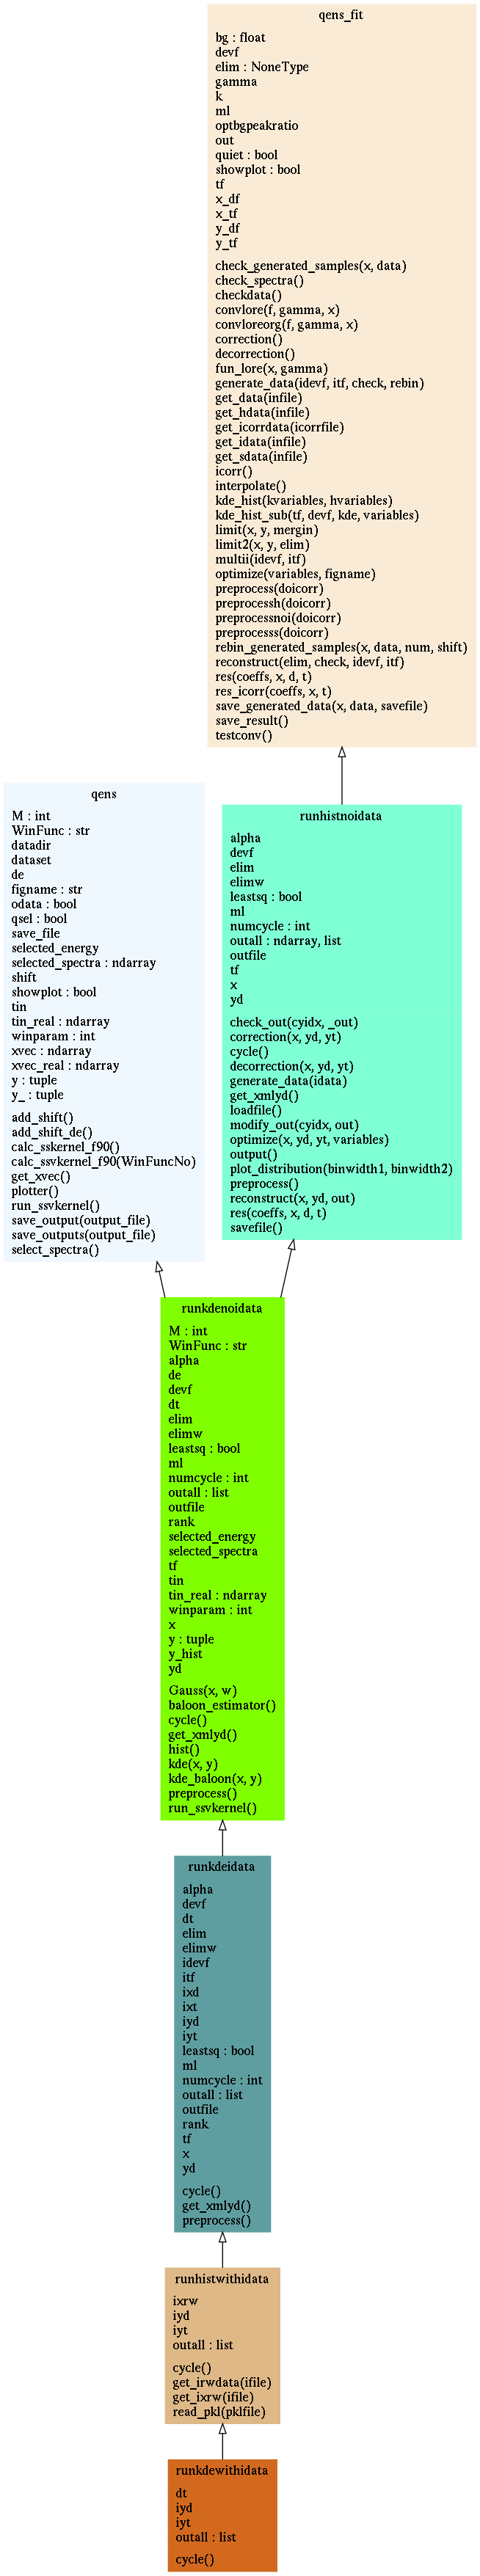 qens_fit
bg : float
devf
elim : NoneType
gamma
k
ml
optbgpeakratio
out
quiet : bool
showplot : bool
tf
x_df
x_tf
y_df
y_tf
check_generated_samples(x, data)
check_spectra()
checkdata()
convlore(f, gamma, x)
convloreorg(f, gamma, x)
correction()
decorrection()
fun_lore(x, gamma)
generate_data(idevf, itf, check, rebin)
get_data(infile)
get_hdata(infile)
get_icorrdata(icorrfile)
get_idata(infile)
get_sdata(infile)
icorr()
interpolate()
kde_hist(kvariables, hvariables)
kde_hist_sub(tf, devf, kde, variables)
limit(x, y, mergin)
limit2(x, y, elim)
multii(idevf, itf)
optimize(variables, figname)
preprocess(doicorr)
preprocessh(doicorr)
preprocessnoi(doicorr)
preprocesss(doicorr)
rebin_generated_samples(x, data, num, shift)
reconstruct(elim, check, idevf, itf)
res(coeffs, x, d, t)
res_icorr(coeffs, x, t)
save_generated_data(x, data, savefile)
save_result()
testconv()
qens
M : int
WinFunc : str
datadir
dataset
de
figname : str
odata : bool
qsel : bool
save_file
selected_energy
selected_spectra : ndarray
shift
showplot : bool
tin
tin_real : ndarray
winparam : int
xvec : ndarray
xvec_real : ndarray
y : tuple
y_ : tuple
add_shift()
add_shift_de()
calc_sskernel_f90()
calc_ssvkernel_f90(WinFuncNo)
get_xvec()
plotter()
run_ssvkernel()
save_output(output_file)
save_outputs(output_file)
select_spectra()
runhistnoidata
alpha
devf
elim
elimw
leastsq : bool
ml
numcycle : int
outall : ndarray, list
outfile
tf
x
yd
check_out(cyidx, _out)
correction(x, yd, yt)
cycle()
decorrection(x, yd, yt)
generate_data(idata)
get_xmlyd()
loadfile()
modify_out(cyidx, out)
optimize(x, yd, yt, variables)
output()
plot_distribution(binwidth1, binwidth2)
preprocess()
reconstruct(x, yd, out)
res(coeffs, x, d, t)
savefile()
runkdenoidata
M : int
WinFunc : str
alpha
de
devf
dt
elim
elimw
leastsq : bool
ml
numcycle : int
outall : list
outfile
rank
selected_energy
selected_spectra
tf
tin
tin_real : ndarray
winparam : int
x
y : tuple
y_hist
yd
Gauss(x, w)
baloon_estimator()
cycle()
get_xmlyd()
hist()
kde(x, y)
kde_baloon(x, y)
preprocess()
run_ssvkernel()
runkdeidata
alpha
devf
dt
elim
elimw
idevf
itf
ixd
ixt
iyd
iyt
leastsq : bool
ml
numcycle : int
outall : list
outfile
rank
tf
x
yd
cycle()
get_xmlyd()
preprocess()
runhistwithidata
ixrw
iyd
iyt
outall : list
cycle()
get_irwdata(ifile)
get_ixrw(ifile)
read_pkl(pklfile)
runkdewithidata
dt
iyd
iyt
outall : list
cycle()